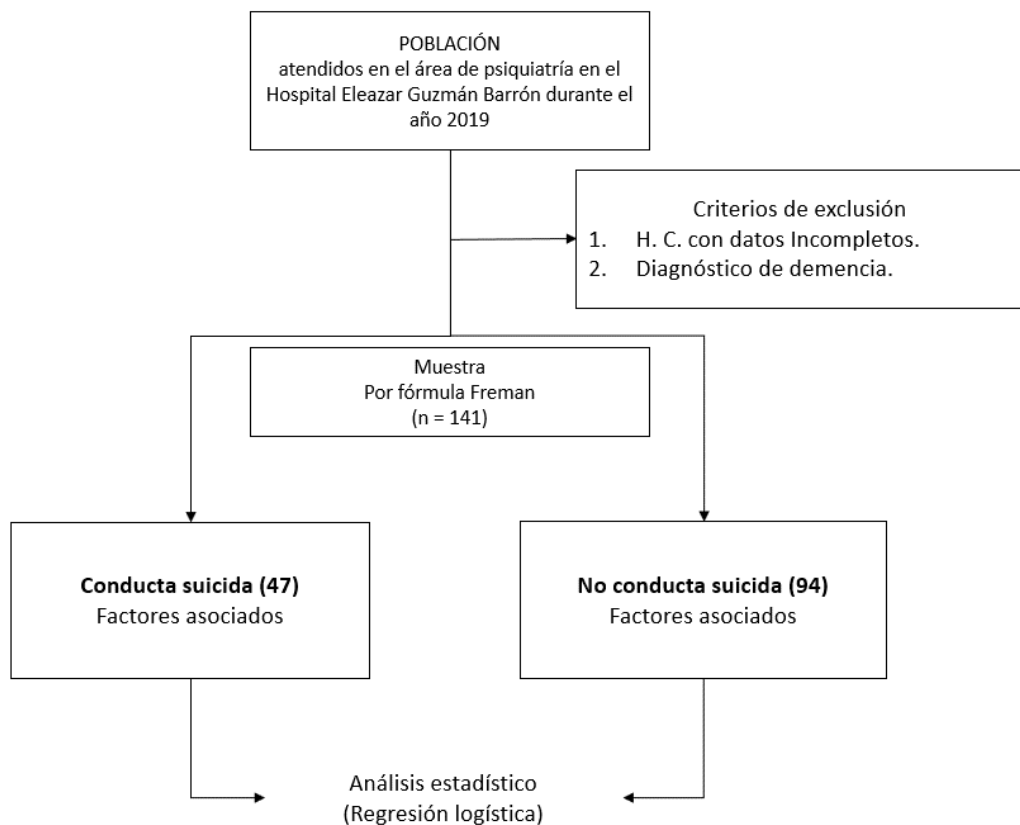 POBLACIÓN
atendidos en el área de psiquiatría en el
Hospital Eleazar Guzmán Barrón durante el
año 2019
Criterios de exclusión
1. H. C. con datos Incompletos.
2. Diagnóstico de demencia.
Muestra
Por fórmula Freman
(n = 141)
Conducta suicida (47)
Factores asociados
No conducta suicida (94)
Factores asociados
Análisis estadístico
(Regresión logística)